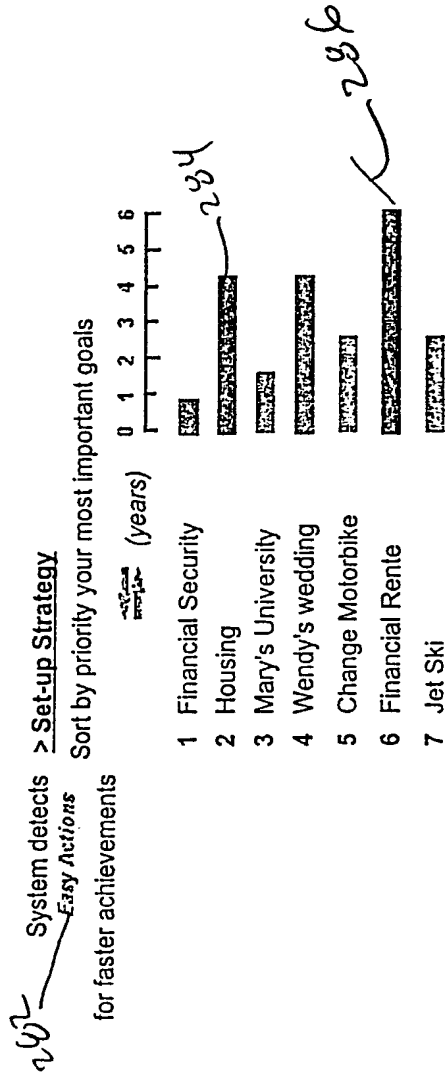 282
System detects > Set-up Strategy
Easy Actions
Sort by priority your most important goals
for faster achievements
(years)
0 1 2 3 4 5 6
1 Financial Security
2 Housing
284
3 Mary's University
4 Wendy's wedding
5 Change Motorbike
6 Financial Rente
286
7 Jet Ski